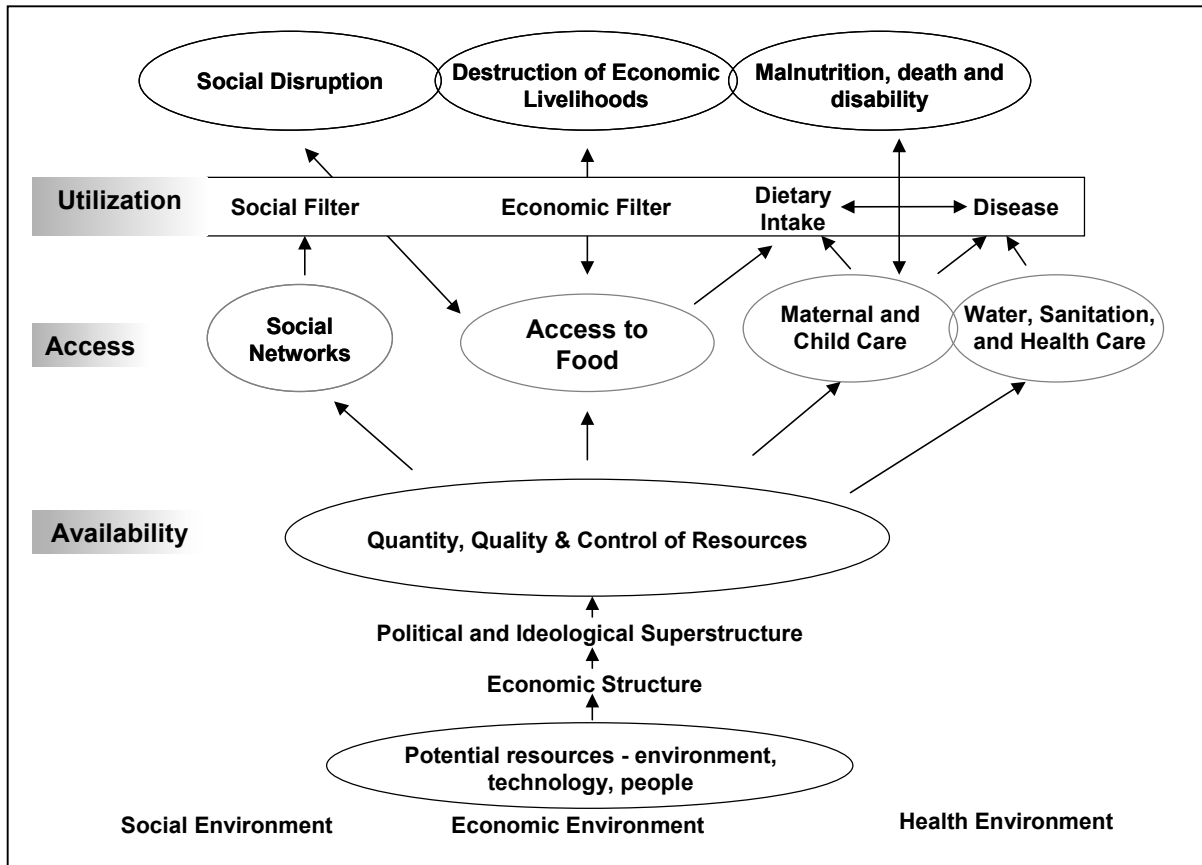 Social Disruption
Destruction of Economic
Livelihoods
Malnutrition, death and
disability
Utilization
Social Filter
Economic Filter
Dietary
Intake
Disease
Access
Social
Networks
Access to
Food
Maternal and
Child Care
Water, Sanitation,
and Health Care
Availability
Quantity, Quality & Control of Resources
Political and Ideological Superstructure
Economic Structure
Potential resources - environment,
technology, people
Social Environment
Economic Environment
Health Environment